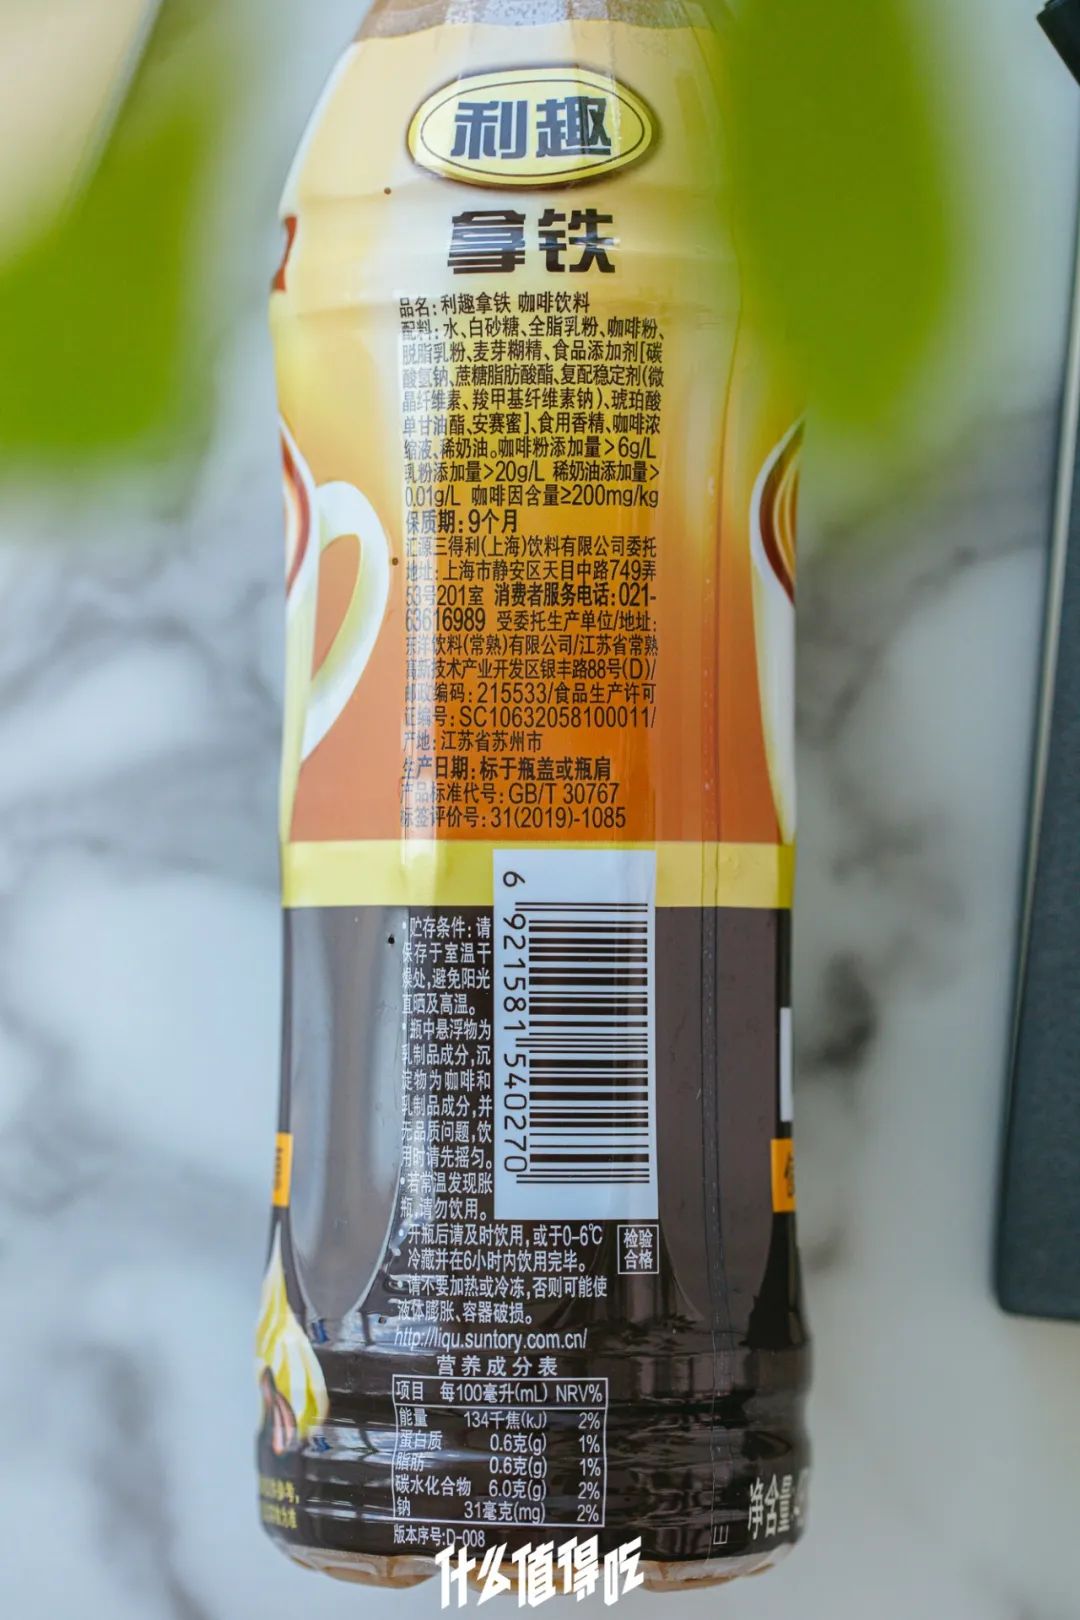 利趣
拿铁
品名:利趣拿铁 咖啡饮料
配料:水、白砂糖、全脂乳粉、咖啡粉、
脱脂乳粉、麦芽糊精、食品添加剂[碳
酸氢钠、蔗糖脂肪酸酯、复配稳定剂(微
晶纤维素、羧甲基纤维素钠)、琥珀酸
单甘油酯、安赛蜜]、食用香精、咖啡浓
缩液、稀奶油。咖啡粉添加量>6g/L
乳粉添加量>20g/L 稀奶油添加量>
0.01g/L 咖啡因含量≥200mg/kg
保质期:9个月
汇源三得利(上海)饮料有限公司委托
地址:上海市静安区天目中路749弄
53号201室 消费者服务电话:021-
63616989 受委托生产单位/地址:
东洋饮料(常熟)有限公司/江苏省常熟
高新技术产业开发区银丰路88号(D)/
邮政编码:215533/食品生产许可
证编号:SC10632058100011/
产地:江苏省苏州市
生产日期:标于瓶盖或瓶肩
产品标准代号:GB/T 30767
标签评价号:31(2019)-1085
6 921581 540270
·贮存条件:请
保存于室温干
燥处,避免阳光
直晒及高温。
·瓶中悬浮物为
乳制品成分,沉
淀物为咖啡和
乳制品成分,并
无品质问题,饮
用时请先摇匀。
·若常温发现胀
瓶,请勿饮用。
·开瓶后请及时饮用,或于0-6℃
冷藏并在6小时内饮用完毕。
·请不要加热或冷冻,否则可能使
液体膨胀、容器破损。
检验
合格
http://liqu.suntory.com.cn/
营养成分表
项目 每100毫升(mL) NRV%
能量 134千焦(kJ) 2%
蛋白质 0.6克(g) 1%
脂肪 0.6克(g) 1%
碳水化合物 6.0克(g) 2%
钠 31毫克(mg) 2%
版本序号:D-008
净含量
什么值得吃